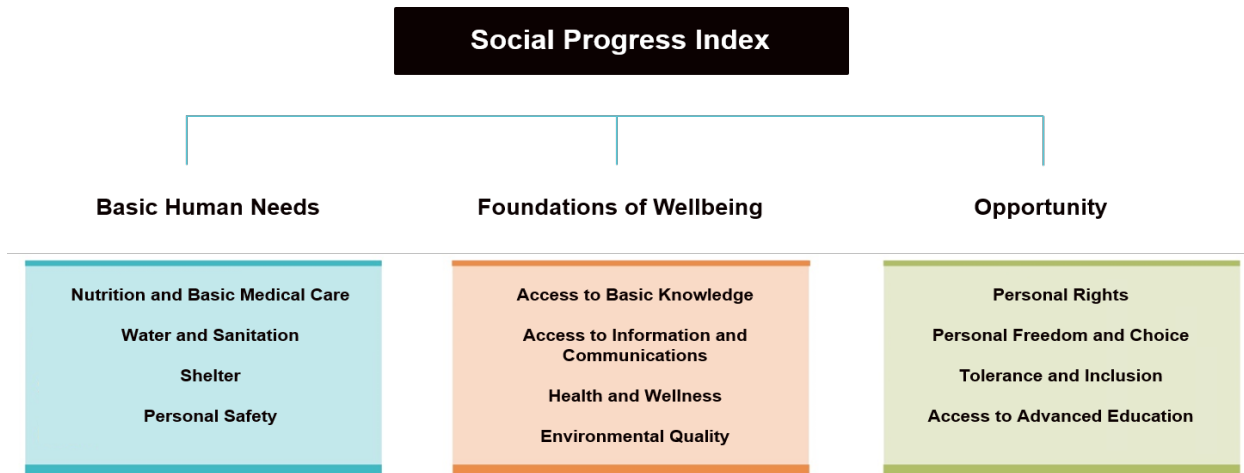 Social Progress Index
Basic Human Needs
Foundations of Wellbeing
Opportunity
Nutrition and Basic Medical Care
Water and Sanitation
Shelter
Personal Safety
Access to Basic Knowledge
Access to Information and
Communications
Health and Wellness
Environmental Quality
Personal Rights
Personal Freedom and Choice
Tolerance and Inclusion
Access to Advanced Education